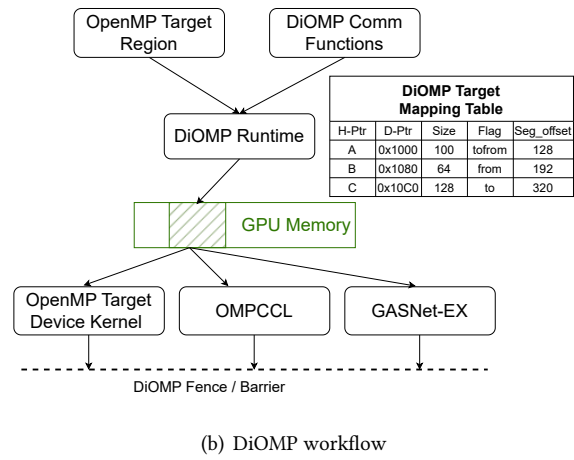 OpenMP Target
Region
DiOMP Comm
Functions
DiOMP Runtime
DiOMP Target
Mapping Table
H-Ptr D-Ptr Size Flag Seg_offset
A 0x1000 100 tofrom 128
B 0x1080 64 from 192
C 0x10C0 128 to 320
GPU Memory
OpenMP Target
Device Kernel
OMPCCL
GASNet-EX
DiOMP Fence / Barrier
(b) DiOMP workflow